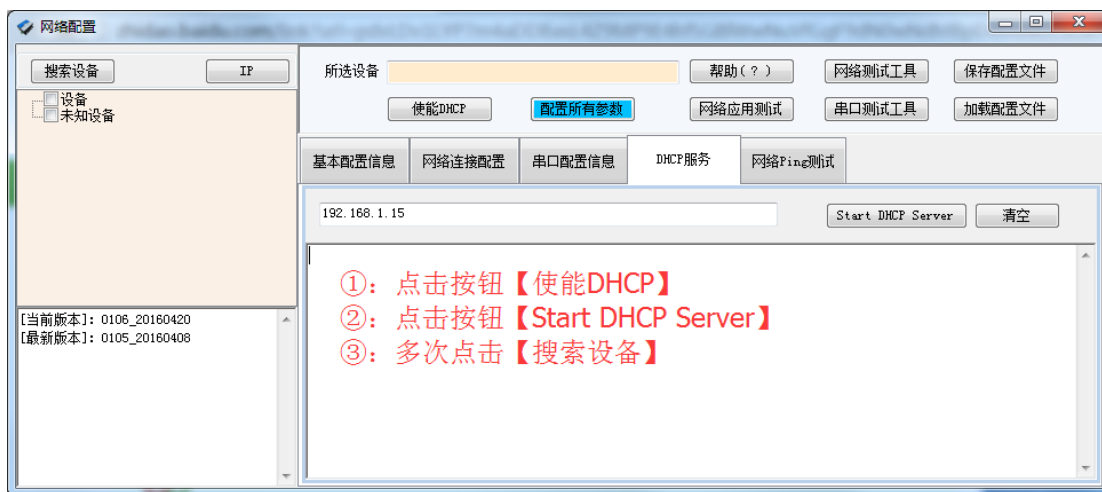 网络配置
搜索设备 IP 所选设备 帮助(?) 网络测试工具 保存配置文件
设备
未知设备
使能DHCP 配置所有参数 网络应用测试 串口测试工具 加载配置文件
基本配置信息 网络连接配置 串口配置信息 DHCP服务 网络Ping测试
192.168.1.15 Start DHCP Server 清空
①：点击按钮【使能DHCP】
②：点击按钮【Start DHCP Server】
③：多次点击【搜索设备】
[当前版本]: 0106_20160420
[最新版本]: 0105_20160408